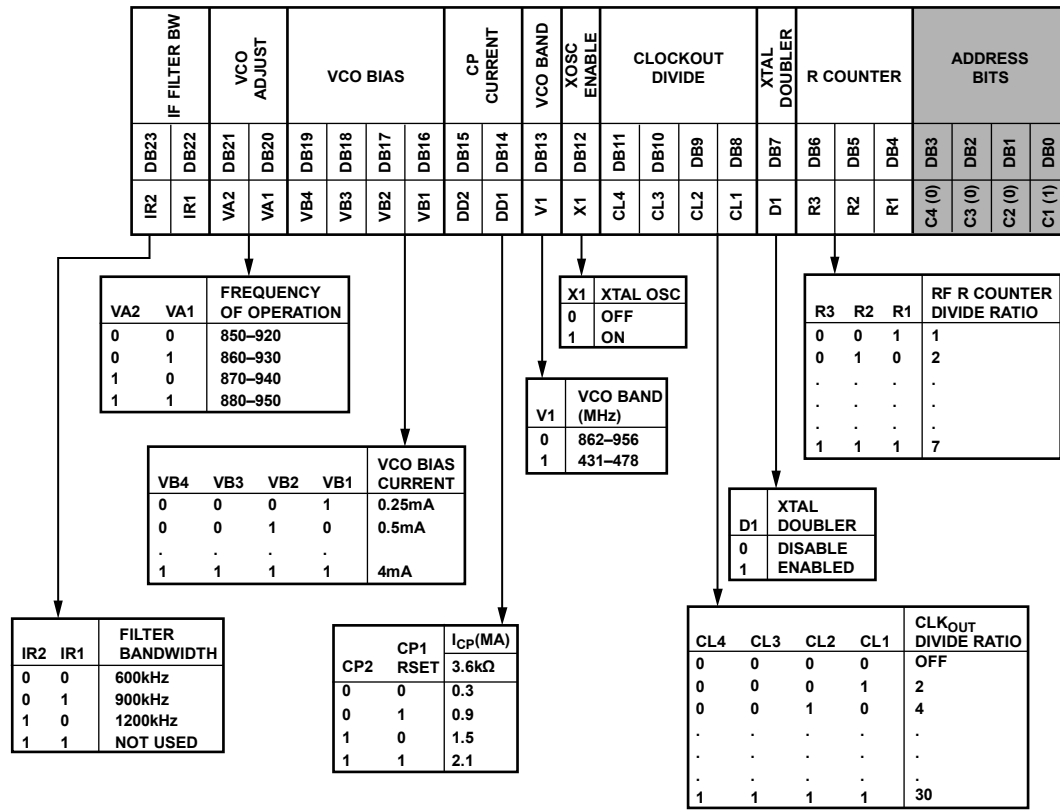 IF FILTER BW
VCO
ADJUST
VCO BIAS
CP
CURRENT
VCO BAND
XOSC
ENABLE
CLOCKOUT
DIVIDE
XTAL
DOUBLER
R COUNTER
ADDRESS
BITS
DB23 DB22 DB21 DB20 DB19 DB18 DB17 DB16 DB15 DB14 DB13 DB12 DB11 DB10 DB9 DB8 DB7 DB6 DB5 DB4 DB3 DB2 DB1 DB0
IR2 IR1 VA2 VA1 VB4 VB3 VB2 VB1 DD2 DD1 V1 X1 CL4 CL3 CL2 CL1 D1 R3 R2 R1 C4 (0) C3 (0) C2 (0) C1 (1)
VA2 VA1 FREQUENCY
OF OPERATION
0 0 850–920
0 1 860–930
1 0 870–940
1 1 880–950
X1 XTAL OSC
0 OFF
1 ON
R3 R2 R1 RF R COUNTER
DIVIDE RATIO
0 0 1 1
0 1 0 2
. . . .
. . . .
. . . .
1 1 1 7
V1 VCO BAND
(MHz)
0 862–956
1 431–478
VB4 VB3 VB2 VB1 VCO BIAS
CURRENT
0 0 0 1 0.25mA
0 0 1 0 0.5mA
. . . .
1 1 1 1 4mA
D1 XTAL
DOUBLER
0 DISABLE
1 ENABLED
IR2 IR1 FILTER
BANDWIDTH
0 0 600kHz
0 1 900kHz
1 0 1200kHz
1 1 NOT USED
CP2 CP1
RSET
ICP(MA)
3.6kΩ
0 0 0.3
0 1 0.9
1 0 1.5
1 1 2.1
CL4 CL3 CL2 CL1 CLKOUT
DIVIDE RATIO
0 0 0 0 OFF
0 0 0 1 2
0 0 1 0 4
. . . . .
. . . . .
. . . . .
1 1 1 1 30